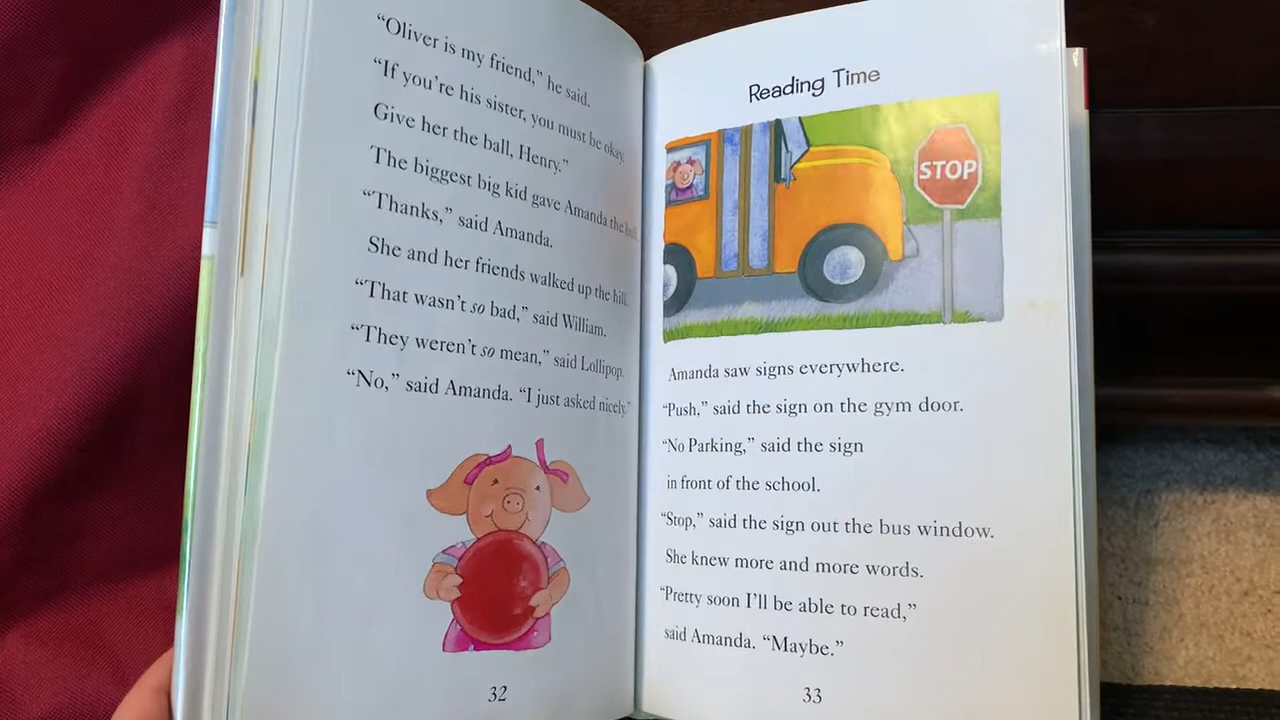 “Oliver is my friend,” he said.
“If you’re his sister, you must be okay.
Give her the ball, Henry.”
The biggest big kid gave Amanda the ball.
“Thanks,” said Amanda.
She and her friends walked up the hill.
“That wasn’t so bad,” said William.
“They weren’t so mean,” said Lollipop.
“No,” said Amanda. “I just asked nicely.”
32
Reading Time
STOP
Amanda saw signs everywhere.
“Push,” said the sign on the gym door.
“No Parking,” said the sign
in front of the school.
“Stop,” said the sign out the bus window.
She knew more and more words.
“Pretty soon I’ll be able to read,”
said Amanda. “Maybe.”
33